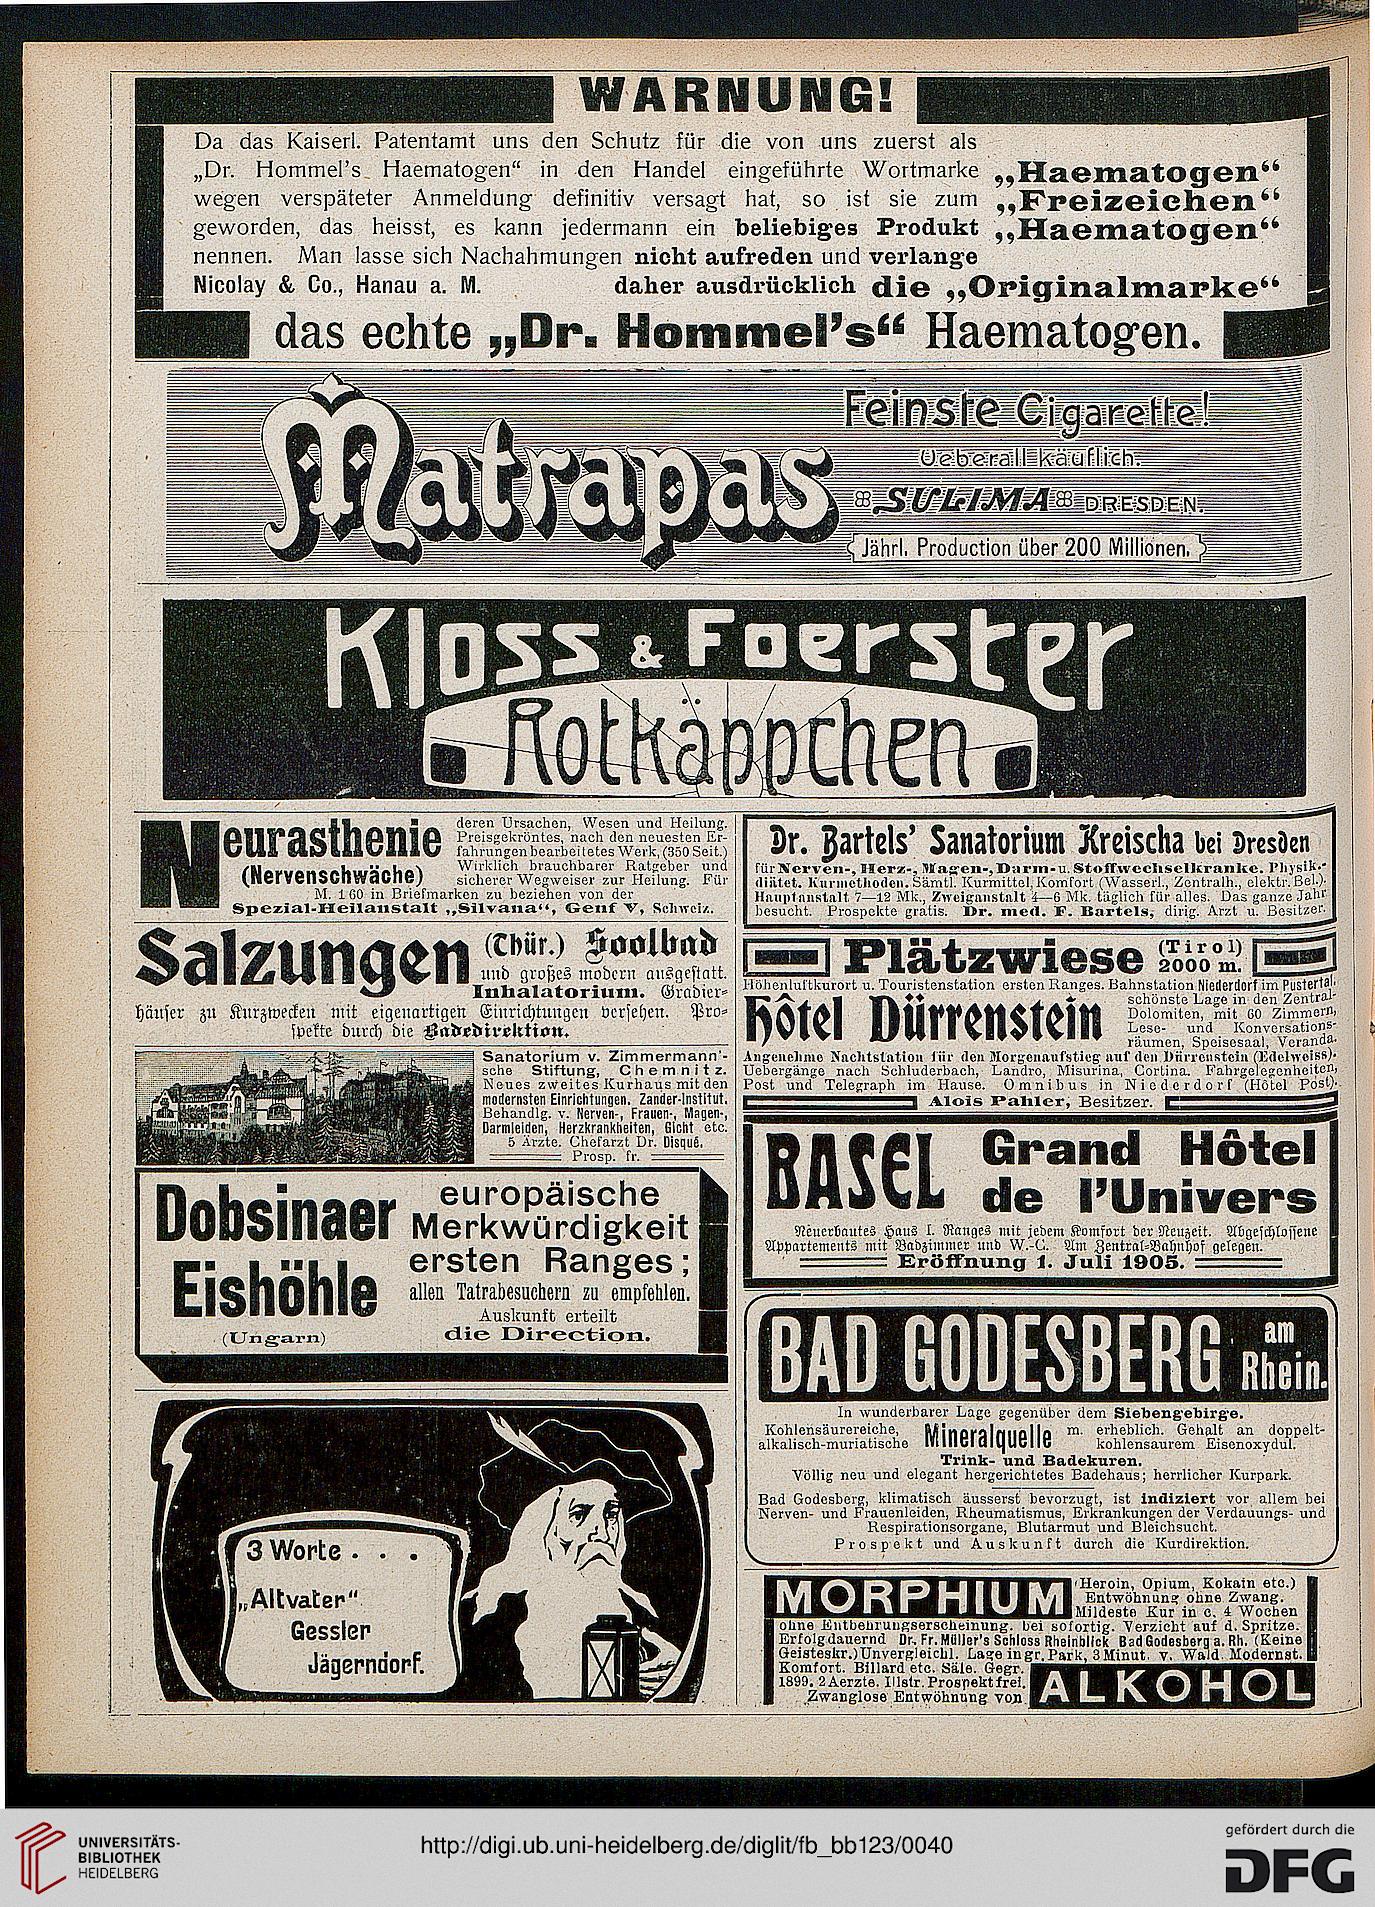 WARNUNG!
Da das Kaiserl. Patentamt uns den Schutz für die von uns zuerst als
„Dr. Hommel's Haematogen“ in den Handel eingeführte Wortmarke „Haematogen“
wegen verspäteter Anmeldung definitiv versagt hat, so ist sie zum „Freizeichen“
geworden, das heisst, es kann jedermann ein beliebiges Produkt „Haematogen“
nennen. Man lasse sich Nachahmungen nicht aufreden und verlange
Nicolay & Co., Hanau a. M. daher ausdrücklich die „Originalmarke“
das echte „Dr. Hommel's“ Haematogen.
Matrapas
Feinste Cigarette!
Ueberall käuflich.
SULIMA DRESDEN.
Jährl. Production über 200 Millionen.
Kloss & Foerster
Rotkäppchen
Neurasthenie
(Nervenschwäche)
deren Ursachen, Wesen und Heilung.
Preisgekröntes, nach den neuesten Er-
fahrungen bearbeitetes Werk, (350 Seit.)
Wirklich brauchbarer Ratgeber und
sicherer Wegweiser zur Heilung. Für
M. 1 60 in Briefmarken zu beziehen von der
Spezial-Heilanstalt „Silvana“, Genf V, Schweiz.
Salzungen (Thür.) Soolbad
und großes modern ausgestatt.
Inhalatorium. Gradier-
häuser zu Kurzwecken mit eigenartigen Einrichtungen versehen. Pro-
spekte durch die Badedirektion.
Sanatorium v. Zimmermann'-
sche Stiftung, Chemnitz.
Neues zweites Kurhaus mit den
modernsten Einrichtungen. Zander-Institut.
Behandlg. v. Nerven-, Frauen-, Magen-,
Darmleiden, Herzkrankheiten, Gicht etc.
5 Ärzte. Chefarzt Dr. Disqué.
Prosp. fr.
Dobsinaer
Eishöhle
(Ungarn)
europäische
Merkwürdigkeit
ersten Ranges;
allen Tatrabesuchern zu empfehlen.
Auskunft erteilt
die Direction.
3 Worte . . .
„Altvater“
Gessler
Jägerndorf.
Dr. Bartels' Sanatorium Kreischa bei Dresden
für Nerven-, Herz-, Magen-, Darm- u. Stoffwechselkranke. Physik.-
diätet. Kurmethoden. Sämtl. Kurmittel, Komfort (Wasserl., Zentralh., elektr. Bel.).
Hauptanstalt 7—12 Mk., Zweiganstalt 4—6 Mk. täglich für alles. Das ganze Jahr
besucht. Prospekte gratis. Dr. med. F. Bartels, dirig. Arzt u. Besitzer.
Plätzwiese (Tirol) 2000 m.
Höhenluftkurort u. Touristenstation ersten Ranges. Bahnstation Niederdorf im Pustertal.
Hôtel Dürrenstein
schönste Lage in den Zentral-
Dolomiten, mit 60 Zimmern,
Lese- und Konversations-
räumen, Speisesaal, Veranda.
Angenehme Nachtstation für den Morgenaufstieg auf den Dürrenstein (Edelweiss).
Uebergänge nach Schluderbach, Landro, Misurina, Cortina. Fahrgelegenheiten,
Post und Telegraph im Hause. Omnibus in Niederdorf (Hôtel Post).
Alois Pahler, Besitzer.
BASEL Grand Hôtel
de l'Univers
Neuerbautes Haus I. Ranges mit jedem Komfort der Neuzeit. Abgeschlossene
Appartements mit Badzimmer und W.-C. Am Zentral-Bahnhof gelegen.
Eröffnung 1. Juli 1905.
BAD GODESBERG am Rhein.
In wunderbarer Lage gegenüber dem Siebengebirge.
Kohlensäurereiche,
alkalisch-muriatische Mineralquelle m. erheblich. Gehalt an doppelt-
kohlensaurem Eisenoxydul.
Trink- und Badekuren.
Völlig neu und elegant hergerichtetes Badehaus; herrlicher Kurpark.
Bad Godesberg, klimatisch äusserst bevorzugt, ist indiziert vor allem bei
Nerven- und Frauenleiden, Rheumatismus, Erkrankungen der Verdauungs- und
Respirationsorgane, Blutarmut und Bleichsucht.
Prospekt und Auskunft durch die Kurdirektion.
MORPHIUM (Heroin, Opium, Kokain etc.)
Entwöhnung ohne Zwang.
Mildeste Kur in c. 4 Wochen
ohne Entbehrungserscheinung. bei sofortig. Verzicht auf d. Spritze.
Erfolg dauernd Dr. Fr. Müller's Schloss Rheinblick Bad Godesberg a. Rh. (Keine
Geisteskr.) Unvergleichl. Lage in gr. Park, 3 Minut. v. Wald. Modernst.
Komfort. Billard etc. Säle. Gegr.
1899. 2 Aerzte. Illstr. Prospekt frei.
Zwanglose Entwöhnung von ALKOHOL
UNIVERSITÄTS-
BIBLIOTHEK
HEIDELBERG
http://digi.ub.uni-heidelberg.de/diglit/fb_bb123/0040
gefördert durch die
DFG